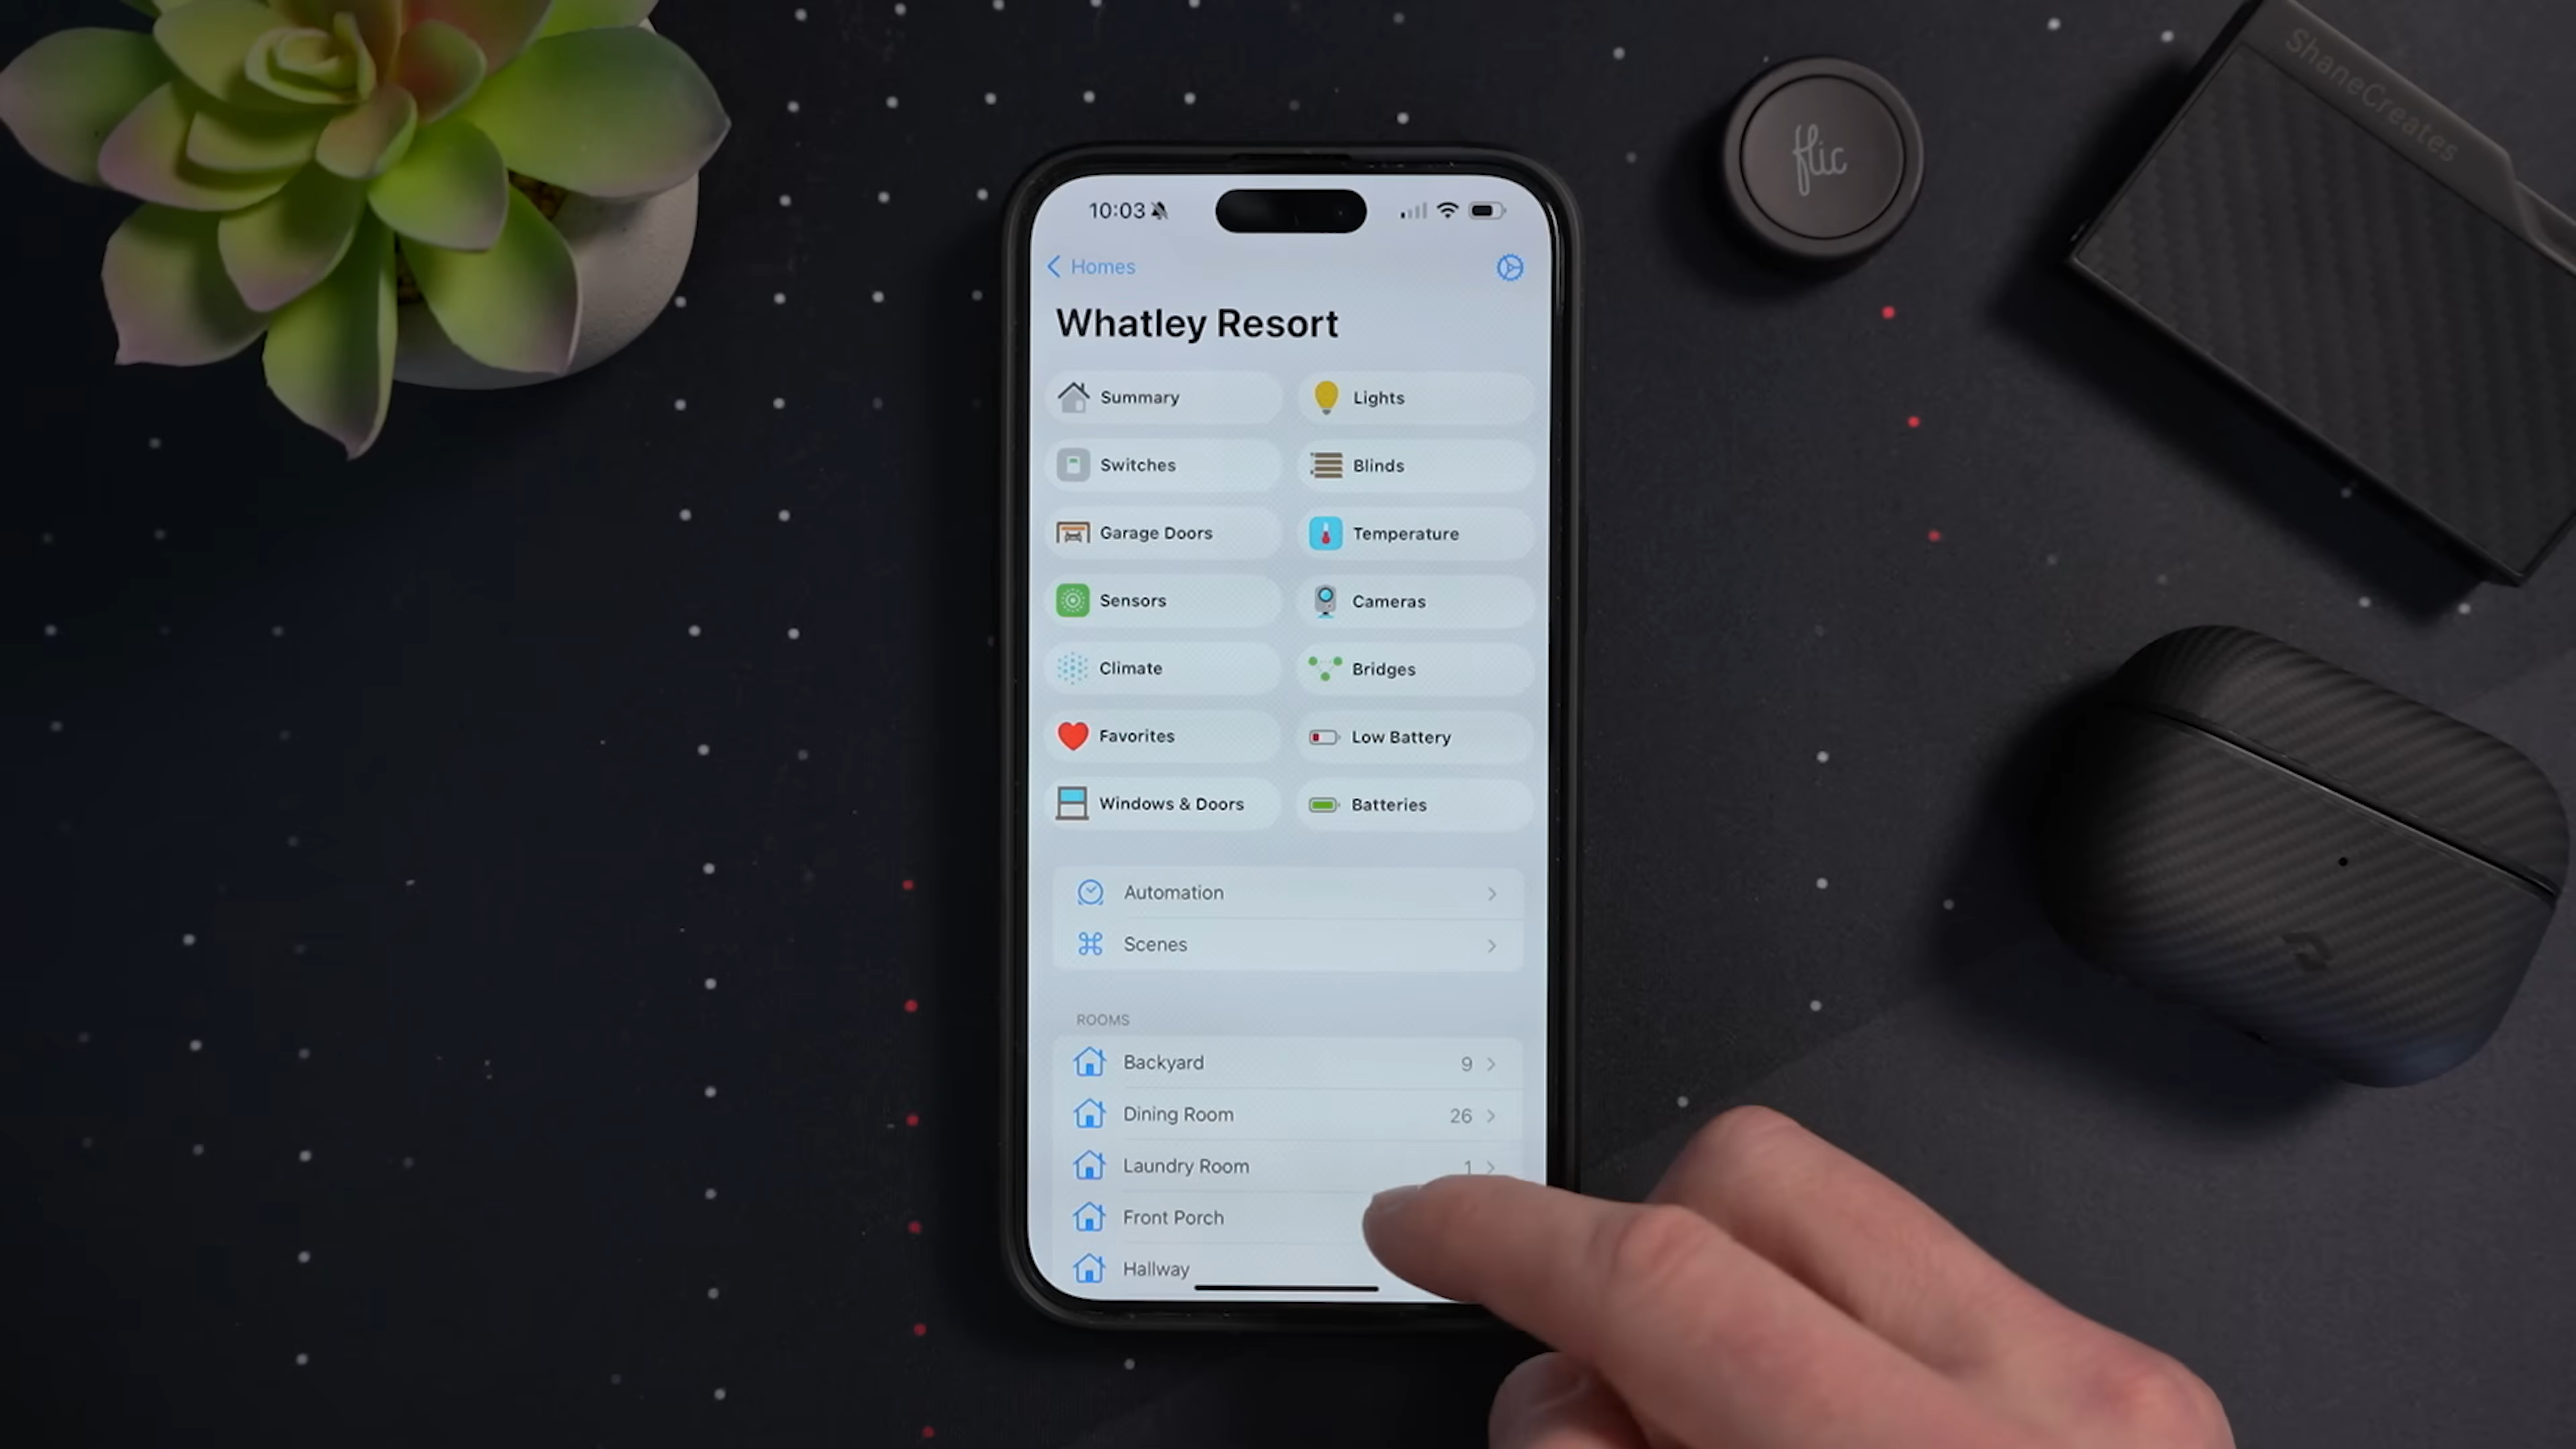 ShaneCreates
flic
10:03
Homes
Whatley Resort
Summary
Lights
Switches
Blinds
Garage Doors
Temperature
Sensors
Cameras
Climate
Bridges
Favorites
Low Battery
Windows & Doors
Batteries
Automation
Scenes
ROOMS
Backyard 9
Dining Room 26
Laundry Room 1
Front Porch
Hallway